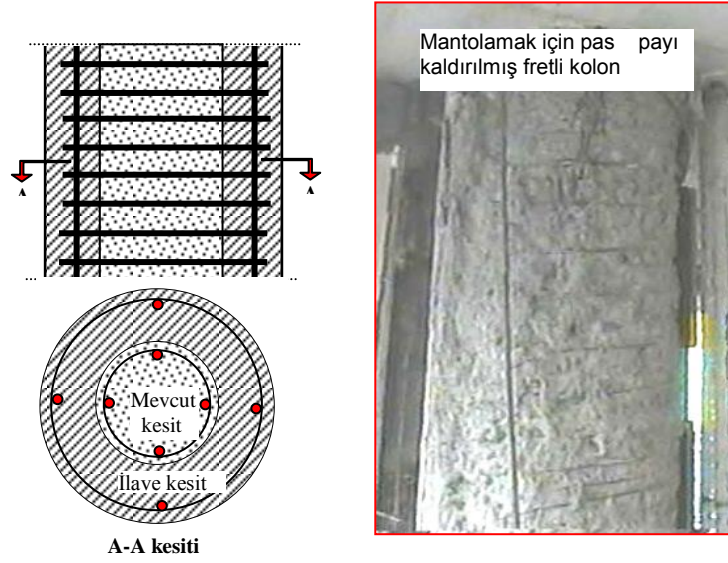 Mantolamak için pas payı
kaldırılmış fretli kolon
A A
Mevcut
kesit
İlave kesit
A-A kesiti